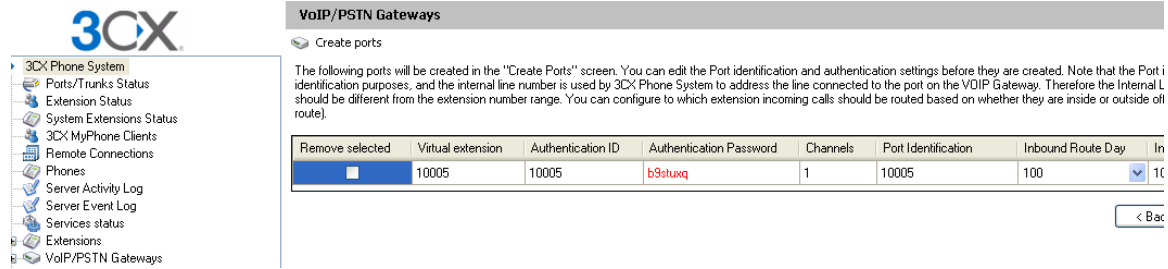 3CX
3CX Phone System
Ports/Trunks Status
Extension Status
System Extensions Status
3CX MyPhone Clients
Remote Connections
Phones
Server Activity Log
Server Event Log
Services status
Extensions
VoIP/PSTN Gateways
VoIP/PSTN Gateways
Create ports
The following ports will be created in the "Create Ports" screen. You can edit the Port identification and authentication settings before they are created. Note that the Port i
identification purposes, and the internal line number is used by 3CX Phone System to address the line connected to the port on the VOIP Gateway. Therefore the Internal L
should be different from the extension number range. You can configure to which extension incoming calls should be routed based on whether they are inside or outside of
route).
Remove selected Virtual extension Authentication ID Authentication Password Channels Port Identification Inbound Route Day In
10005 10005 b9stuxq 1 10005 100 10
< Bac